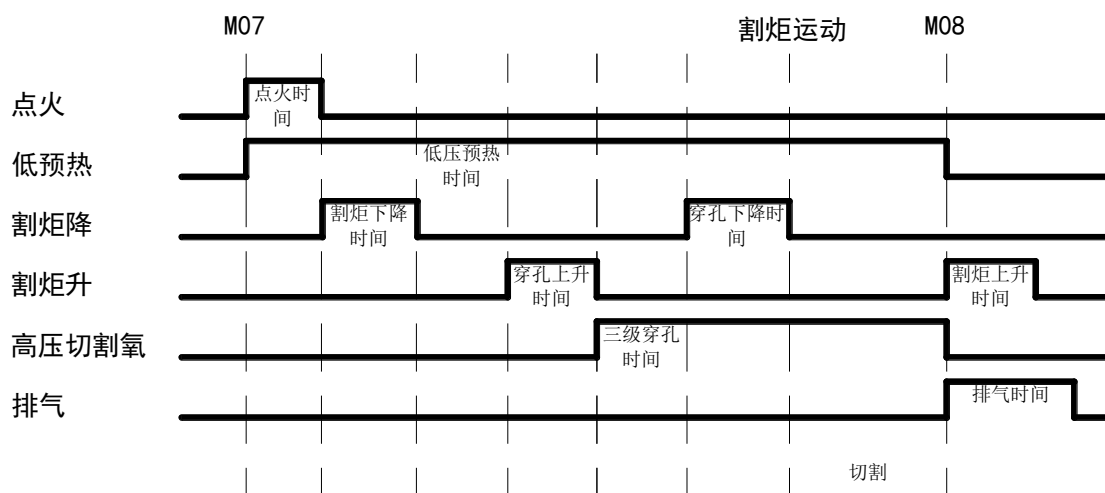 M07
割炬运动
M08
点火
点火时
间
低预热
低压预热
时间
割炬降
割炬下降
时间
穿孔下降时
间
割炬升
穿孔上升
时间
割炬上升
时间
高压切割氧
三级穿孔
时间
排气
排气时间
切割